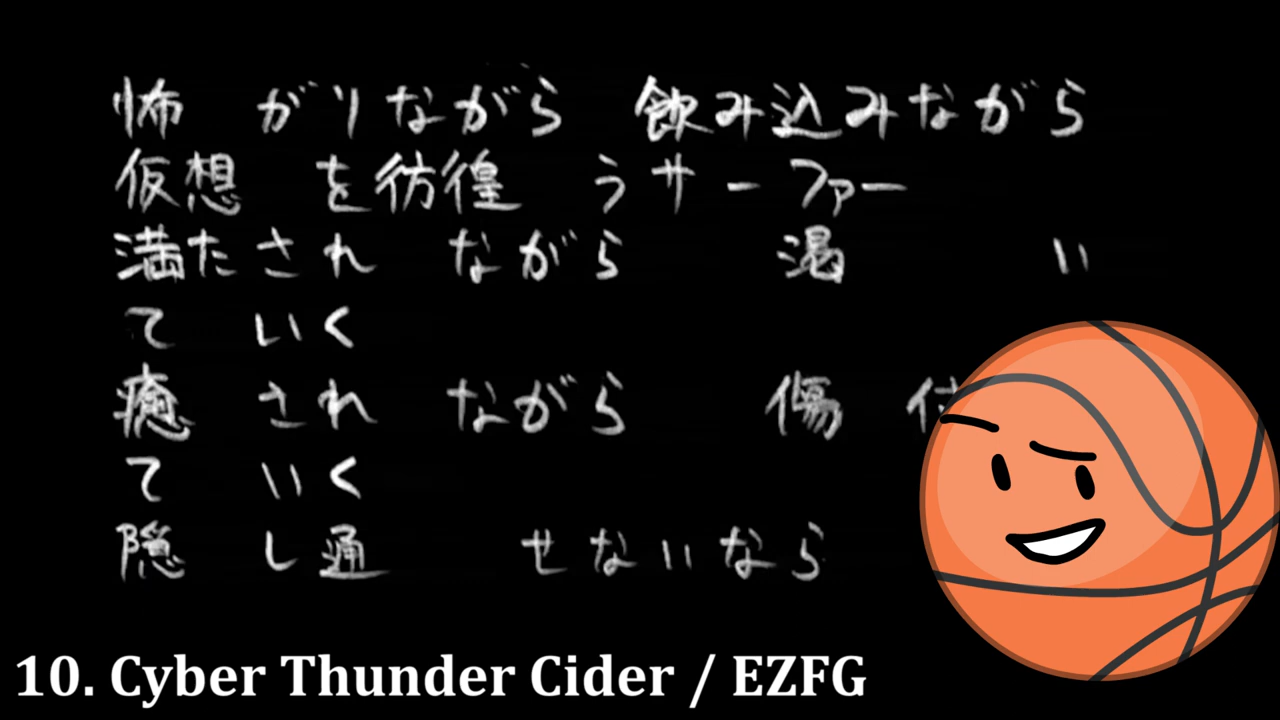 怖がりながら 飲み込みながら
仮想を彷徨うサーファー
満たされながら 渇い
ていく
癒されながら 傷付
ていく
隠し通せないなら
10. Cyber Thunder Cider / EZFG